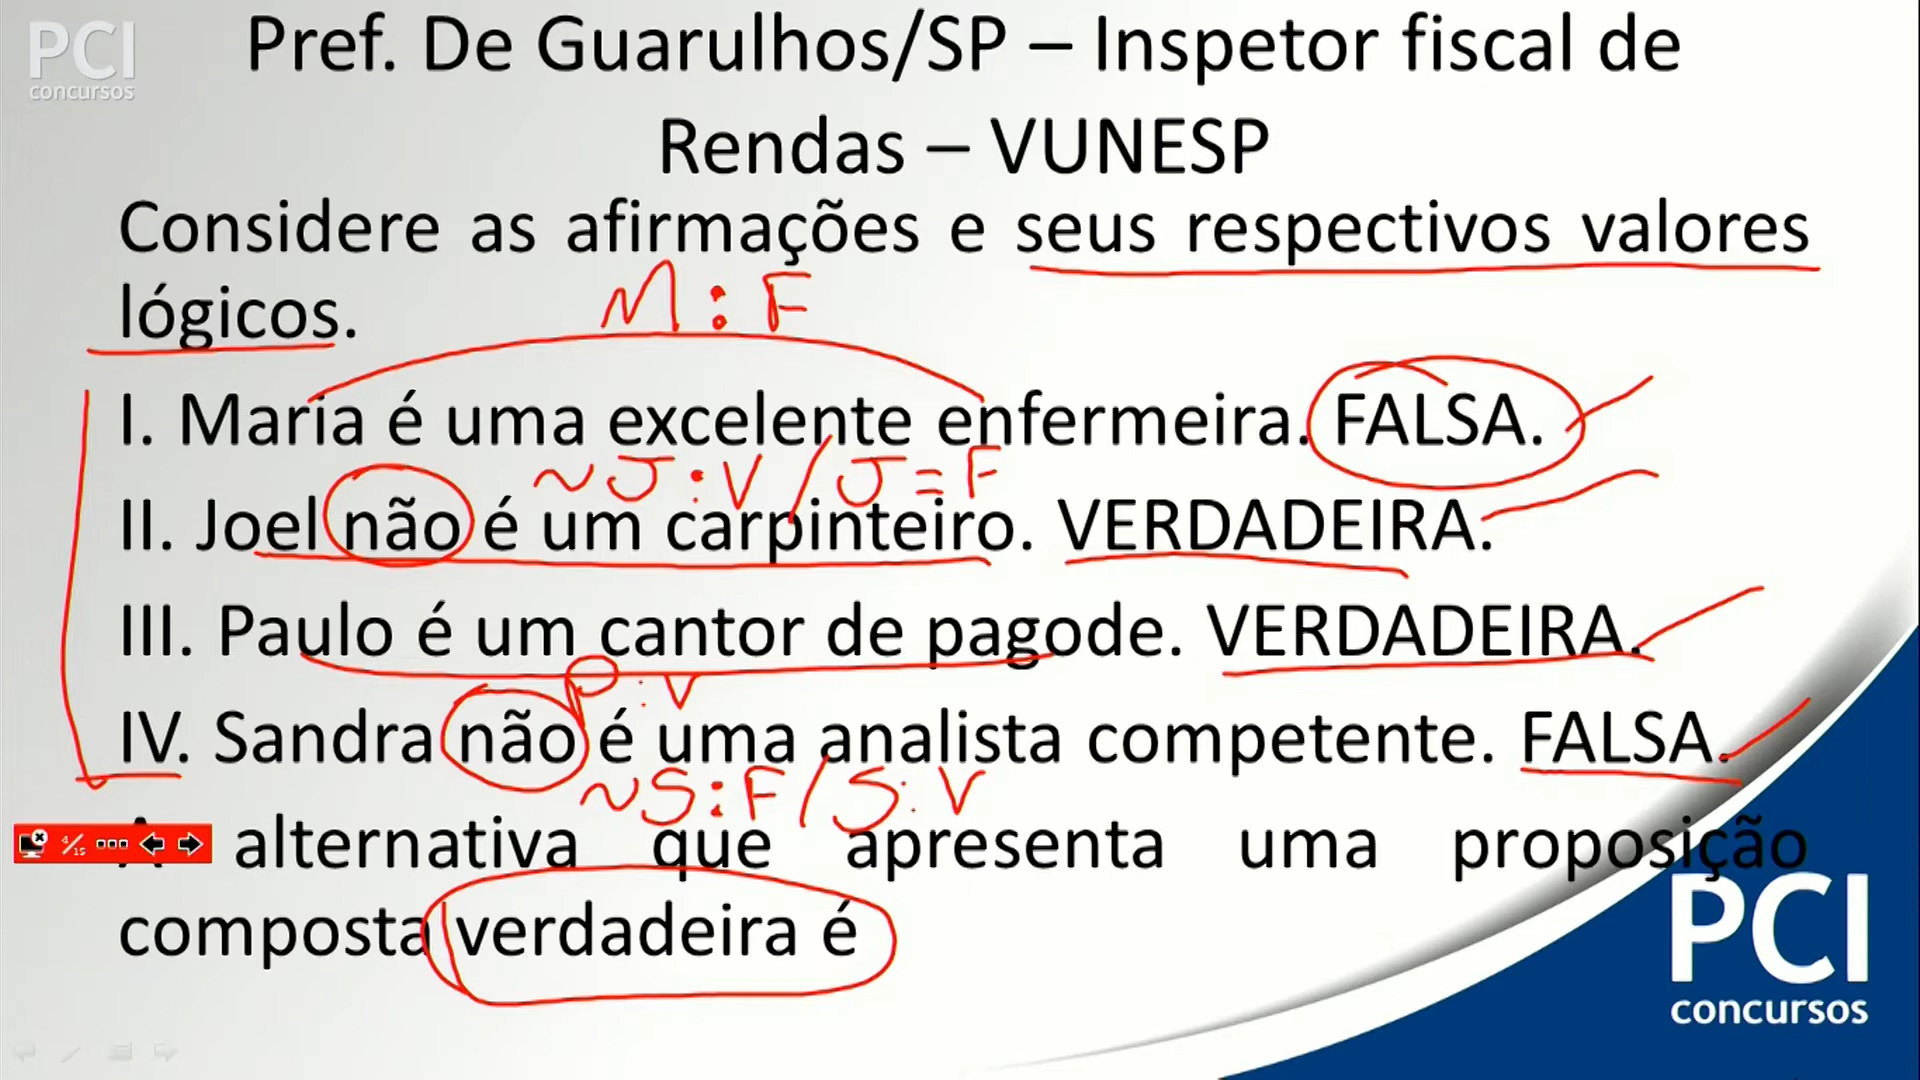 PCI
concursos
Pref. De Guarulhos/SP – Inspetor fiscal de
Rendas – VUNESP
Considere as afirmações e seus respectivos valores
lógicos.
M : F
I. Maria é uma excelente enfermeira. FALSA.
~J : V / J = F
II. Joel não é um carpinteiro. VERDADEIRA.
III. Paulo é um cantor de pagode. VERDADEIRA.
P : V
IV. Sandra não é uma analista competente. FALSA.
~S : F / S : V
A alternativa que apresenta uma proposição
composta verdadeira é
4/15
PCI
concursos